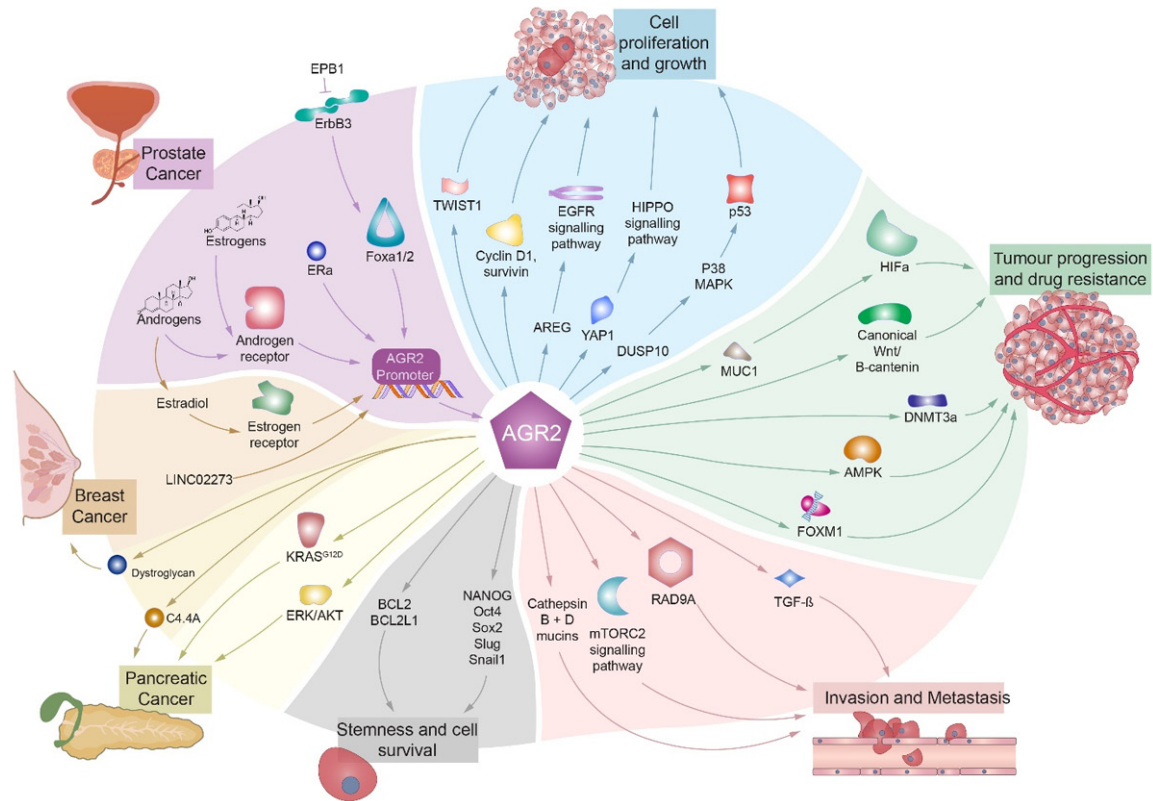 Cell
proliferation
and growth
EPB1
ErbB3
Prostate
Cancer
OH
H
H
H
HO
Estrogens
ERa
Foxa1/2
OH
H
H
H
O
Androgens
Androgen
receptor
AGR2
Promoter
TWIST1
Cyclin D1,
survivin
EGFR
signalling
pathway
HIPPO
signalling
pathway
p53
P38
MAPK
AREG
YAP1
DUSP10
HIFa
Tumour progression
and drug resistance
MUC1
Canonical
Wnt/
B-cantenin
DNMT3a
AMPK
FOXM1
AGR2
Estradiol
Estrogen
receptor
LINC02273
Breast
Cancer
Dystroglycan
C4.4A
KRASG12D
ERK/AKT
Pancreatic
Cancer
BCL2
BCL2L1
NANOG
Oct4
Sox2
Slug
Snail1
Stemness and cell
survival
Cathepsin
B + D
mucins
mTORC2
signalling
pathway
RAD9A
TGF-ß
Invasion and Metastasis